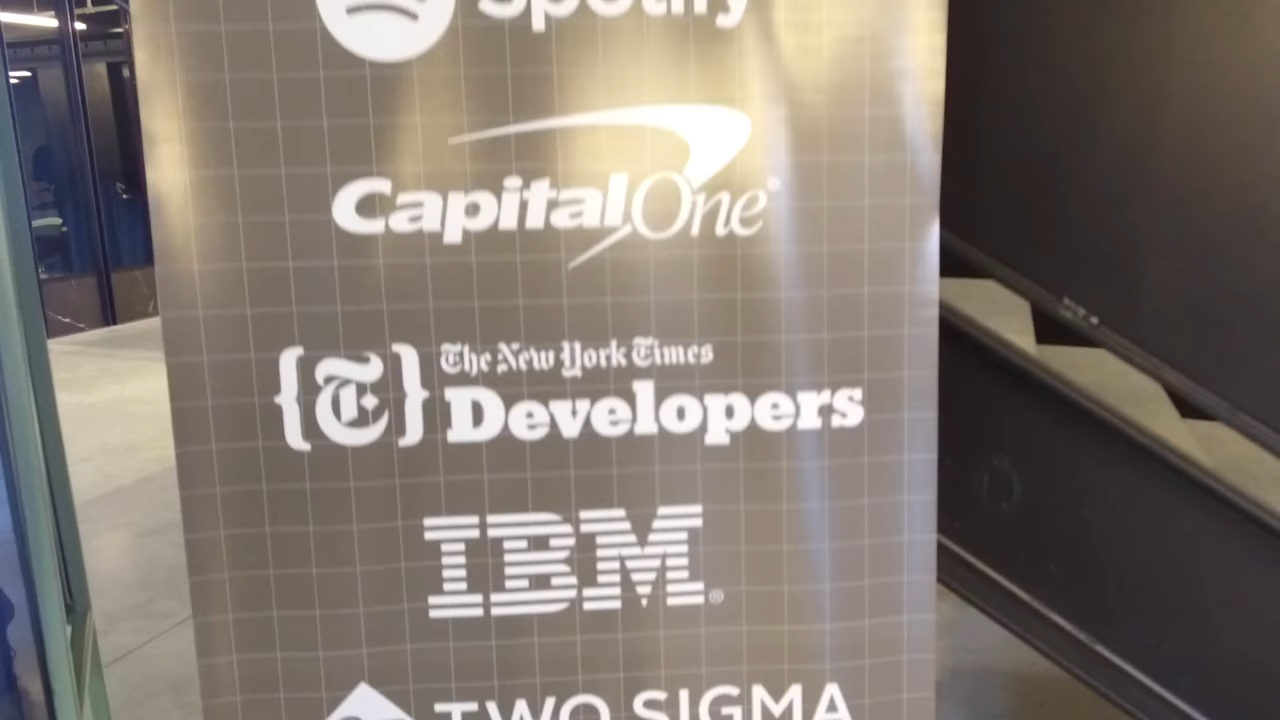 Spotify
CapitalOne®
{T} The New York Times
Developers
IBM®
TWO SIGMA